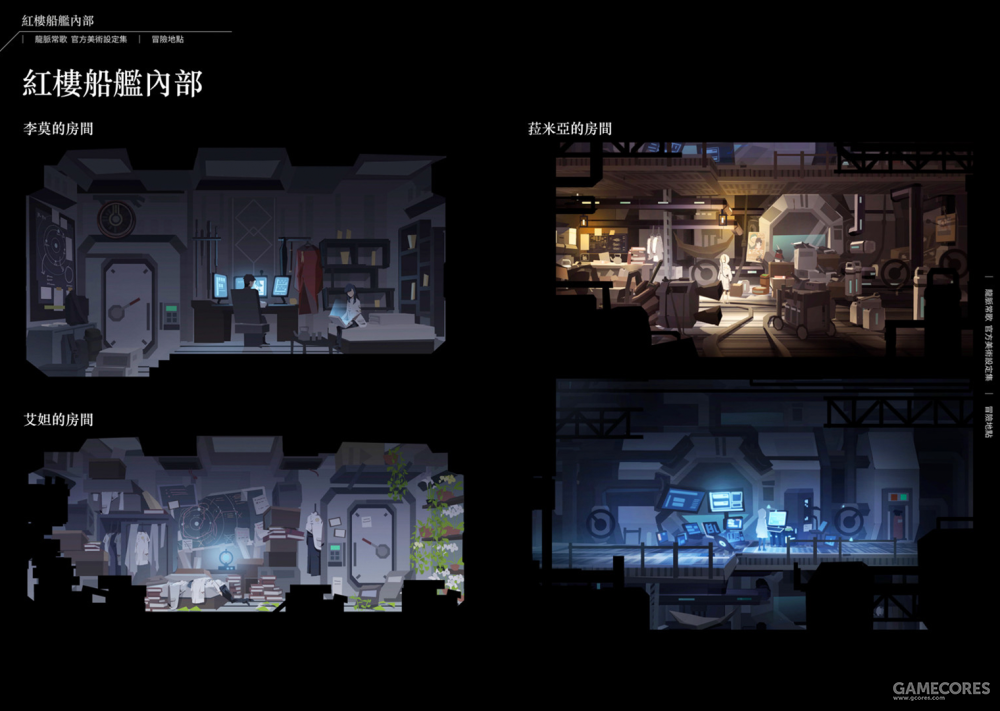 紅樓船艦內部
| 龍脈常歌 官方美術設定集 | 冒險地點
紅樓船艦內部
李莫的房間
菈米亞的房間
艾妲的房間
| 龍脈常歌 官方美術設定集 | 冒險地點
GAMECORES
www.gcores.com